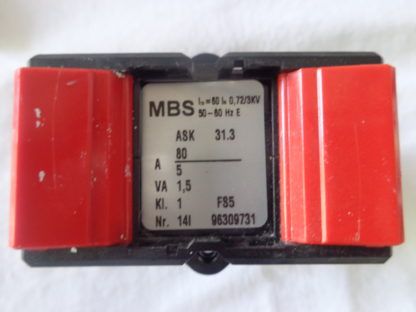 MBS Iₜₕ=60 Iₙ 0,72/3KV
50-60 Hz E
ASK 31.3
A 80/5
VA 1,5
Kl. 1 FS5
Nr. 14I 96309731